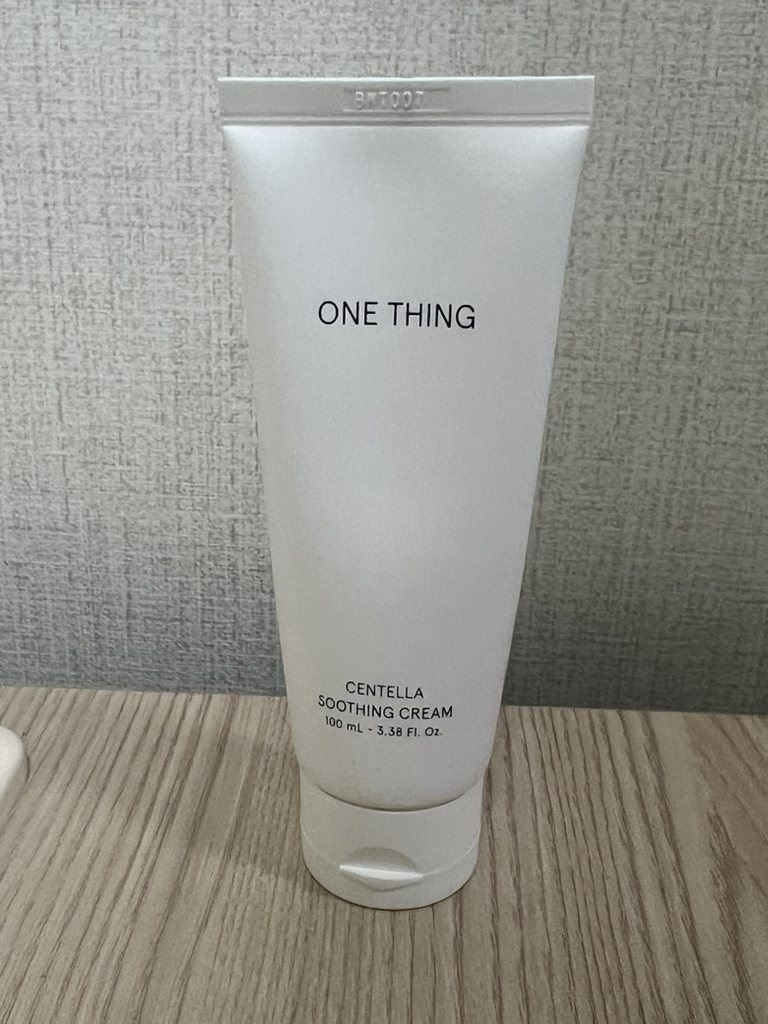 ONE THING
CENTELLA
SOOTHING CREAM
100 mL - 3.38 Fl. Oz.